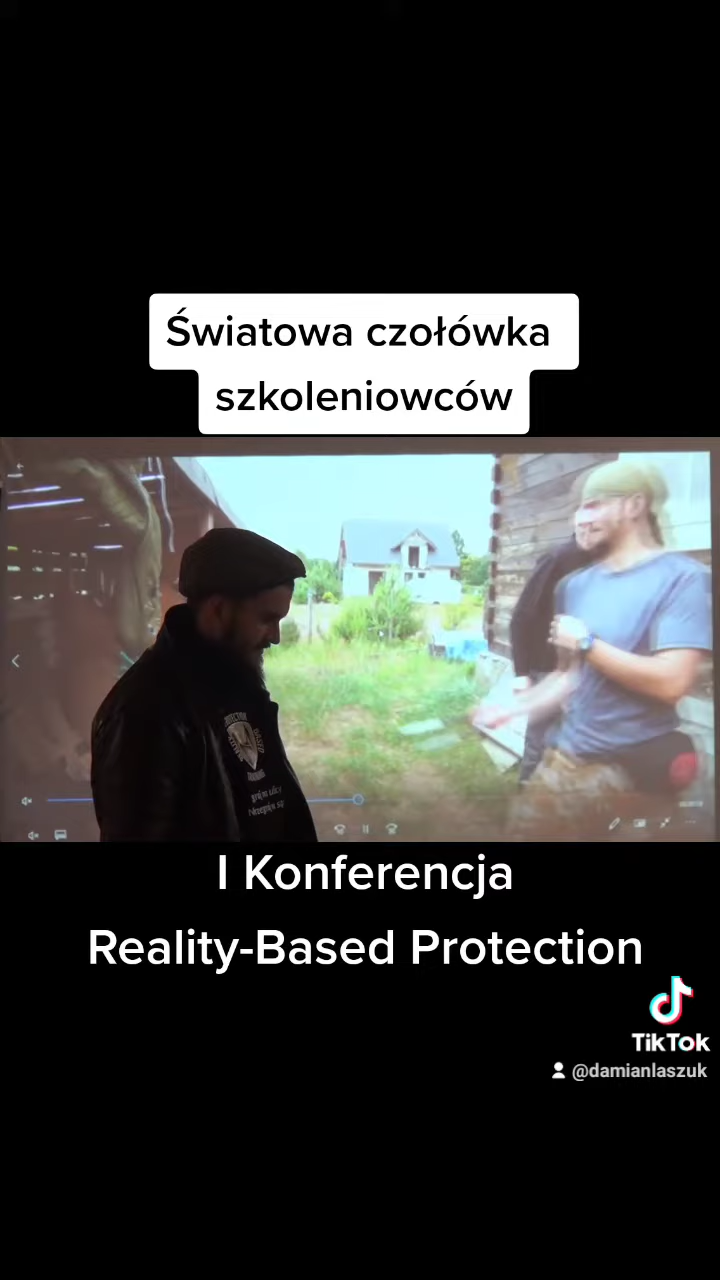 Światowa czołówka
szkoleniowców
I Konferencja
Reality-Based Protection
TikTok
@damianlaszuk